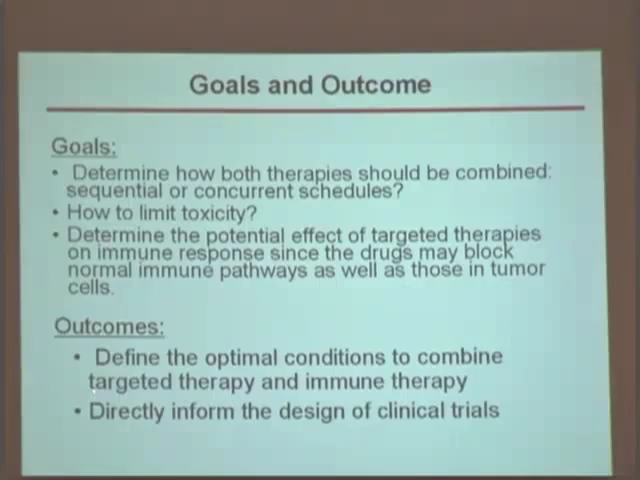 Goals and Outcome
Goals:
• Determine how both therapies should be combined:
sequential or concurrent schedules?
• How to limit toxicity?
• Determine the potential effect of targeted therapies
on immune response since the drugs may block
normal immune pathways as well as those in tumor
cells.
Outcomes:
• Define the optimal conditions to combine
targeted therapy and immune therapy
• Directly inform the design of clinical trials